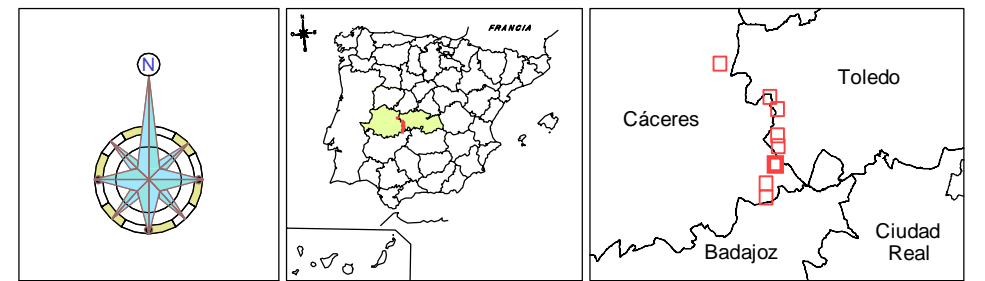 N
FRANCIA
Toledo
Cáceres
Badajoz
Ciudad
Real